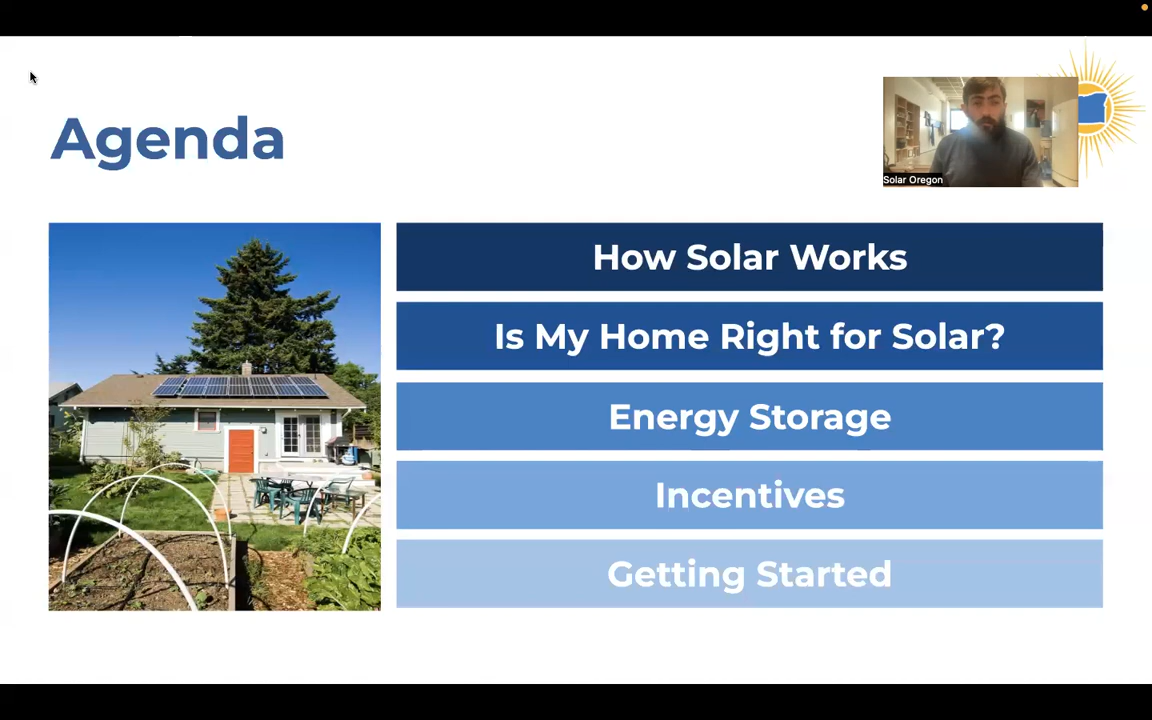 Agenda
Solar Oregon
How Solar Works
Is My Home Right for Solar?
Energy Storage
Incentives
Getting Started